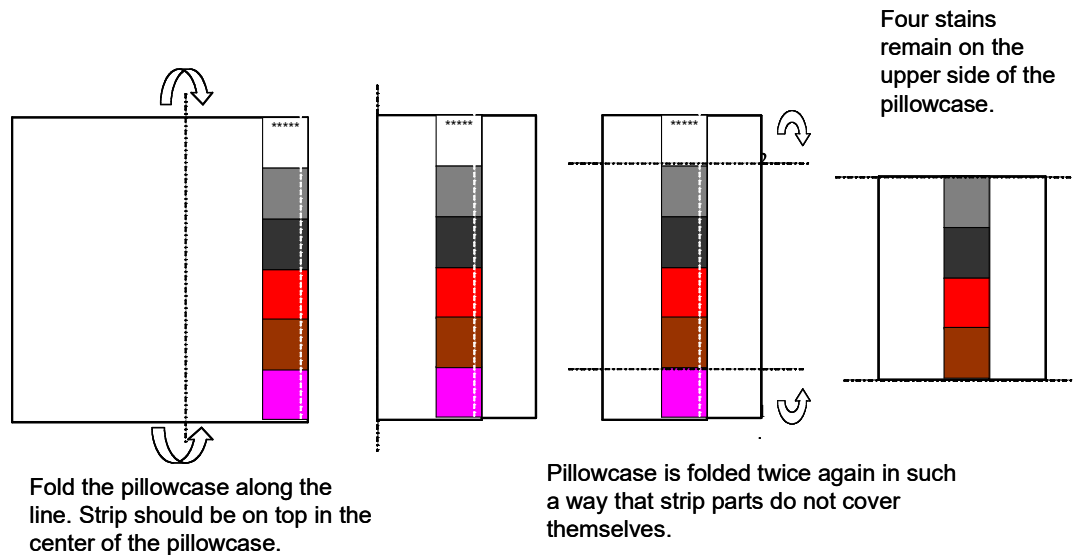 Four stains
remain on the
upper side of the
pillowcase.
*****
*****
*****
Fold the pillowcase along the
line. Strip should be on top in the
center of the pillowcase.
Pillowcase is folded twice again in such
a way that strip parts do not cover
themselves.